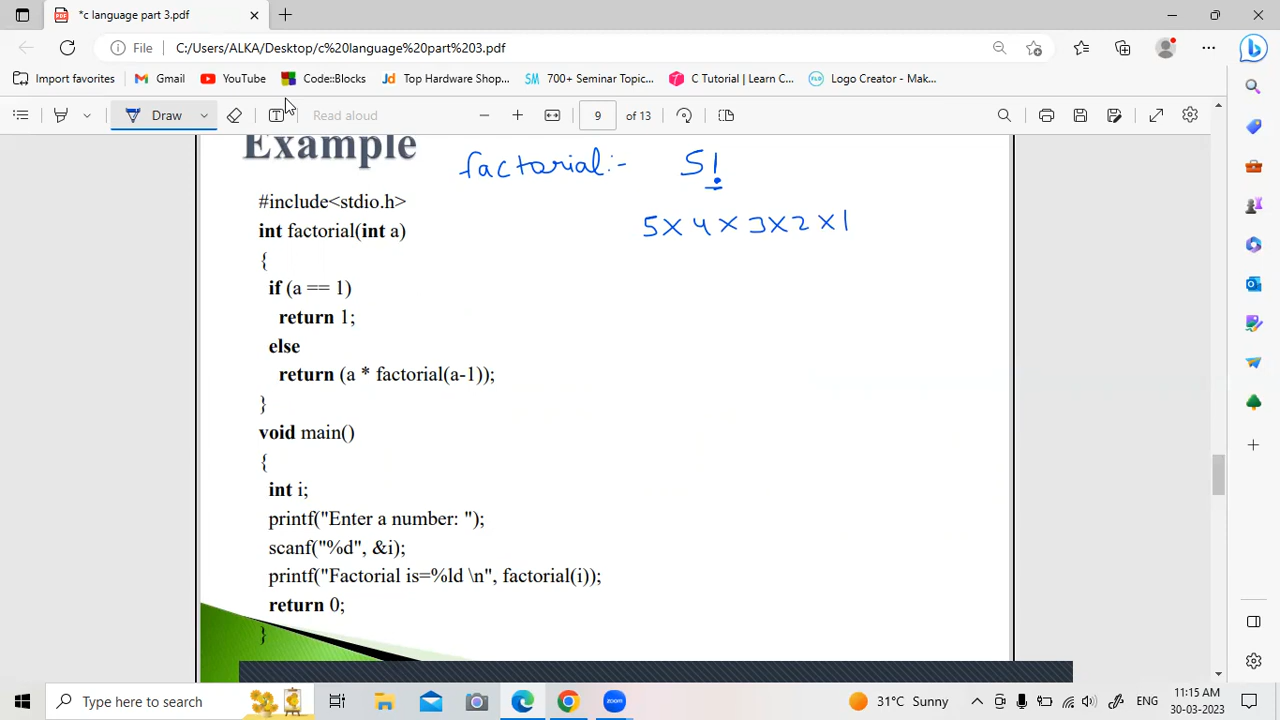 *c language part 3.pdf
File C:/Users/ALKA/Desktop/c%20language%20part%203.pdf
Import favorites Gmail YouTube Code::Blocks Jd Top Hardware Shop... SM 700+ Seminar Topic... C Tutorial | Learn C... Logo Creator - Mak...
Draw Read aloud 9 of 13
Example factorial:- 5!
#include<stdio.h>
5 X 4 X 3 X 2 X 1
int factorial(int a)
{
if (a == 1)
return 1;
else
return (a * factorial(a-1));
}
void main()
{
int i;
printf("Enter a number: ");
scanf("%d", &i);
printf("Factorial is=%ld \n", factorial(i));
return 0;
}
Type here to search zoom 31°C Sunny 11:15 AM
30-03-2023